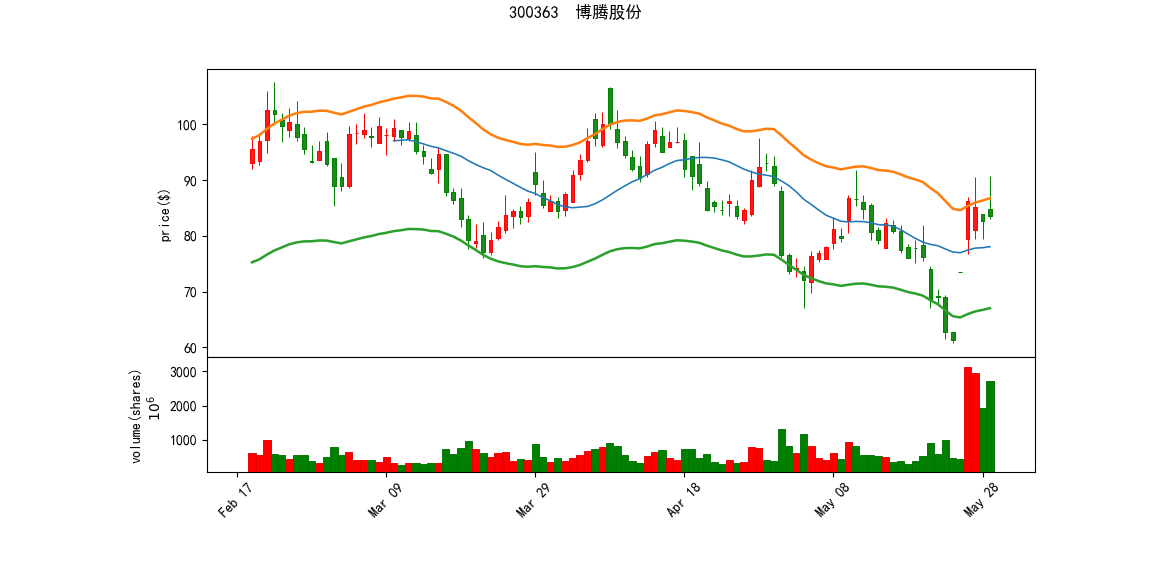 300363 博腾股份
price($)
100
90
80
70
60
volume(shares)
10^6
3000
2000
1000
Feb 17
Mar 09
Mar 29
Apr 18
May 08
May 28